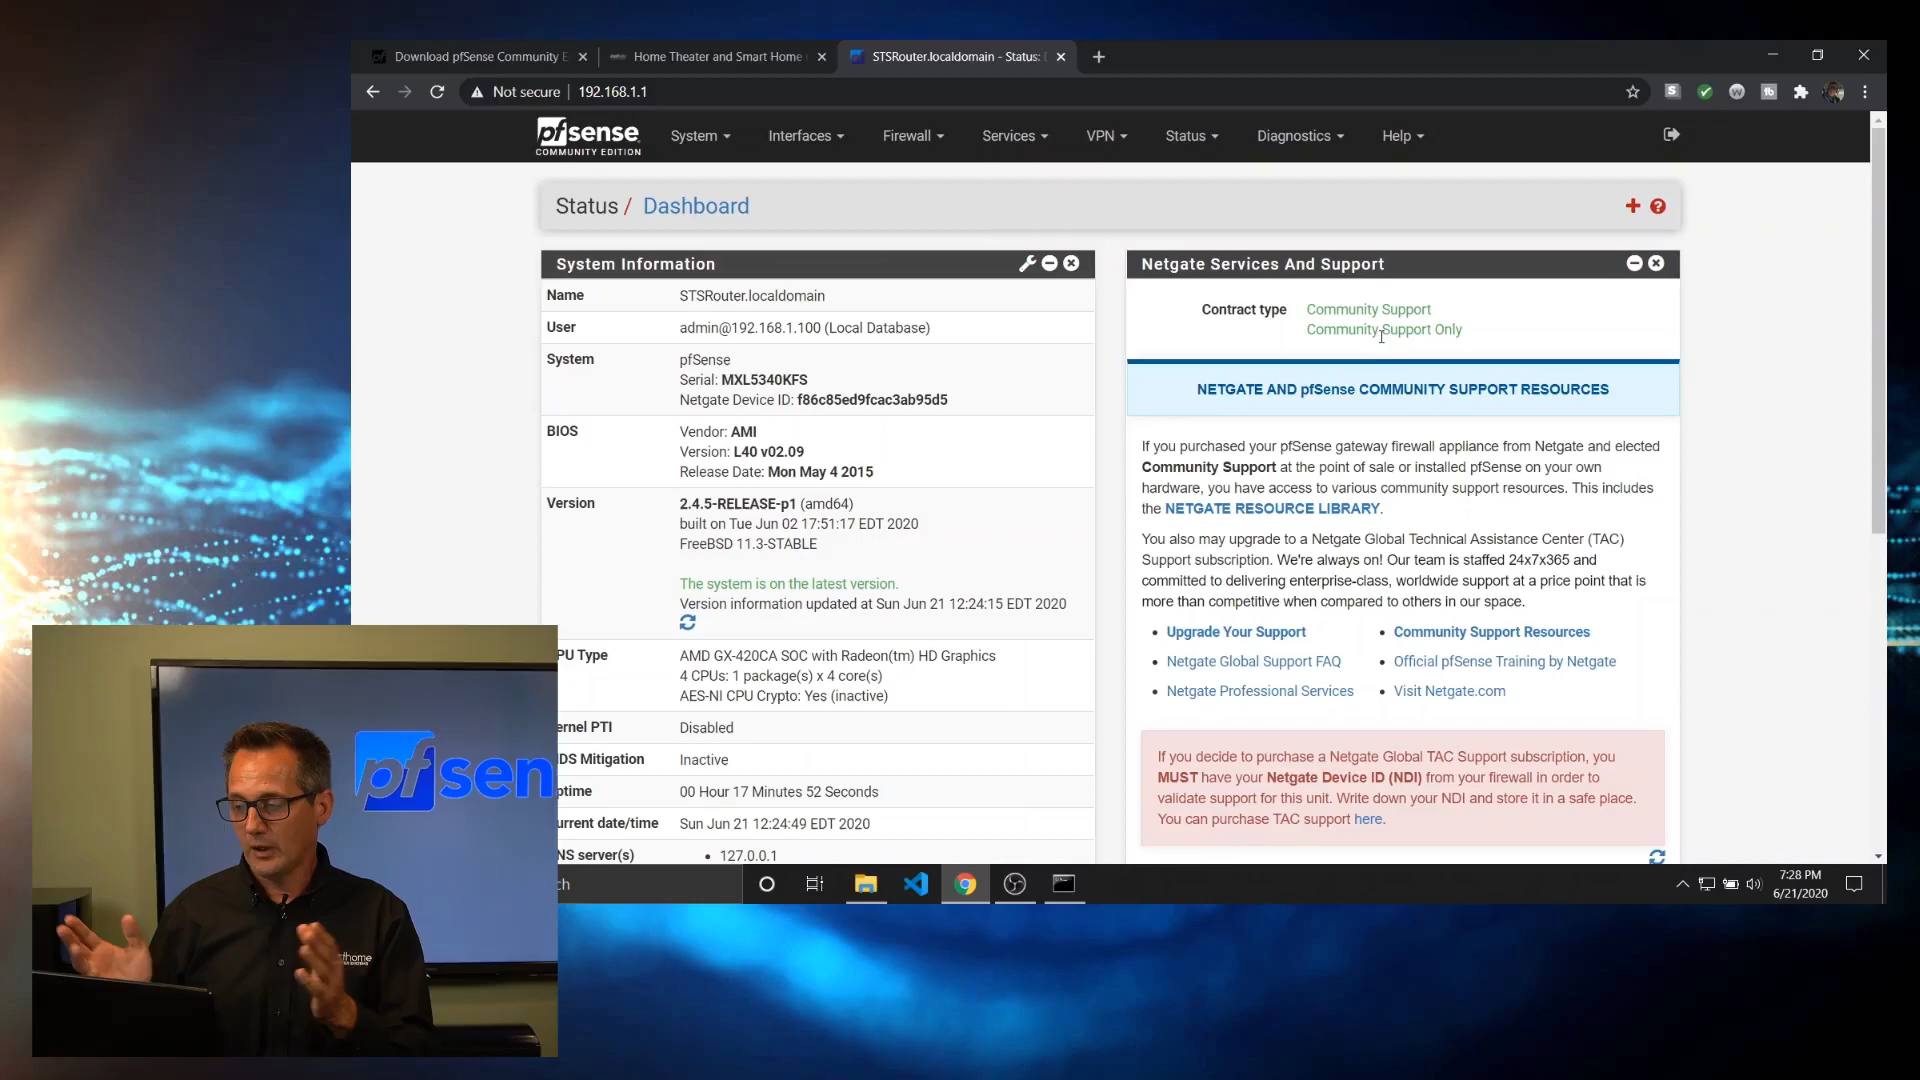 Download pfSense Community E
Home Theater and Smart Home
STSRouter.localdomain - Status:
Not secure
192.168.1.1
pfsense
COMMUNITY EDITION
System
Interfaces
Firewall
Services
VPN
Status
Diagnostics
Help
Status / Dashboard
System Information
Name STSRouter.localdomain
User admin@192.168.1.100 (Local Database)
System pfSense
Serial: MXL5340KFS
Netgate Device ID: f86c85ed9fcac3ab95d5
BIOS Vendor: AMI
Version: L40 v02.09
Release Date: Mon May 4 2015
Version 2.4.5-RELEASE-p1 (amd64)
built on Tue Jun 02 17:51:17 EDT 2020
FreeBSD 11.3-STABLE
The system is on the latest version.
Version information updated at Sun Jun 21 12:24:15 EDT 2020
PU Type AMD GX-420CA SOC with Radeon(tm) HD Graphics
4 CPUs: 1 package(s) x 4 core(s)
AES-NI CPU Crypto: Yes (inactive)
ernel PTI Disabled
DS Mitigation Inactive
ptime 00 Hour 17 Minutes 52 Seconds
urrent date/time Sun Jun 21 12:24:49 EDT 2020
NS server(s) • 127.0.0.1
Netgate Services And Support
Contract type Community Support
Community Support Only
NETGATE AND pfSense COMMUNITY SUPPORT RESOURCES
If you purchased your pfSense gateway firewall appliance from Netgate and elected
Community Support at the point of sale or installed pfSense on your own
hardware, you have access to various community support resources. This includes
the NETGATE RESOURCE LIBRARY.
You also may upgrade to a Netgate Global Technical Assistance Center (TAC)
Support subscription. We're always on! Our team is staffed 24x7x365 and
committed to delivering enterprise-class, worldwide support at a price point that is
more than competitive when compared to others in our space.
• Upgrade Your Support
• Netgate Global Support FAQ
• Netgate Professional Services
• Community Support Resources
• Official pfSense Training by Netgate
• Visit Netgate.com
If you decide to purchase a Netgate Global TAC Support subscription, you
MUST have your Netgate Device ID (NDI) from your firewall in order to
validate support for this unit. Write down your NDI and store it in a safe place.
You can purchase TAC support here.
ch
7:28 PM
6/21/2020
pfsen